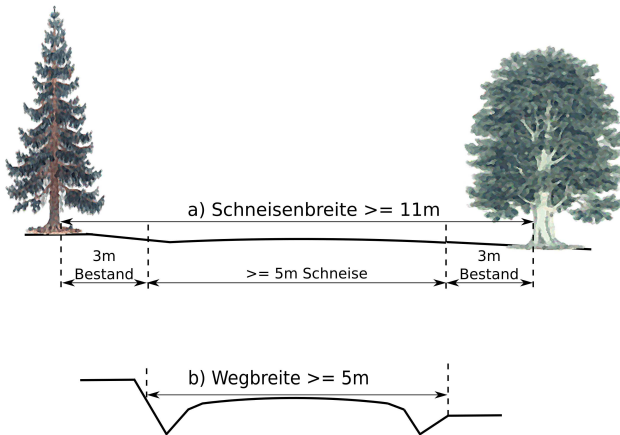 a) Schneisenbreite >= 11m
3m
Bestand
>= 5m Schneise
3m
Bestand
b) Wegbreite >= 5m